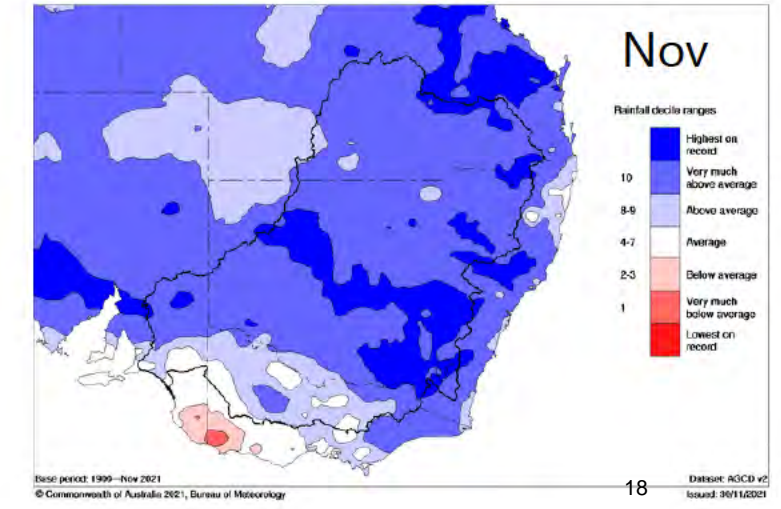 Nov
Rainfall decile ranges
Highest on
record
10
Very much
above average
8-9
Above average
4-7
Average
2-3
Below average
1
Very much
below average
Lowest on
record
Base period: 1900—Nov 2021
18
Dataset: AGCD v2
© Commonwealth of Australia 2021, Bureau of Meteorology
Issued: 30/11/2021